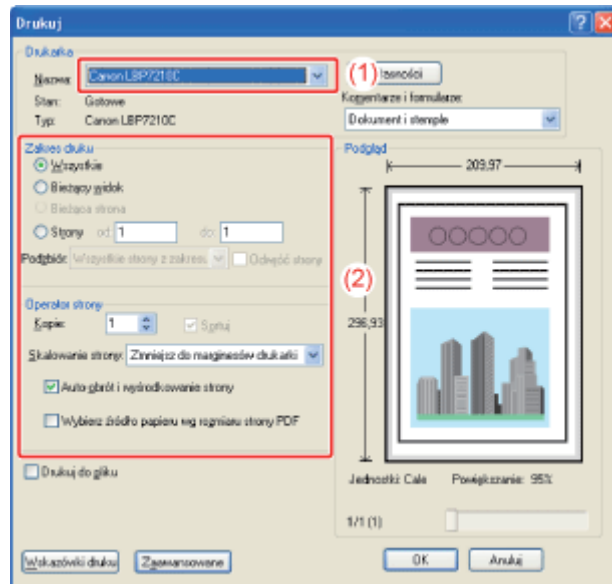 Drukuj
Drukarka
Nazwa: Canon LBP7210C (1) łasności
Stan: Gotowe Komentarze i formularze:
Typ: Canon LBP7210C Dokument i stemple
Zakres druku Podgląd
Wszystkie 209,97
Bieżący widok
Bieżąca strona
Strony od: 1 do: 1
Podzbiór: Wszystkie strony z zakresu Odwróć strony
(2)
Operator strony
Kopie: 1 Sortuj 296,93
Skalowanie strony: Zmniejsz do marginesów drukarki
Auto-obrót i wyśrodkowanie strony
Wybierz źródło papieru wg rozmiaru strony PDF
Drukuj do pliku
Jednostki: Cale Powiększanie: 95%
1/1 (1)
Wskazówki druku Zaawansowane OK Anuluj